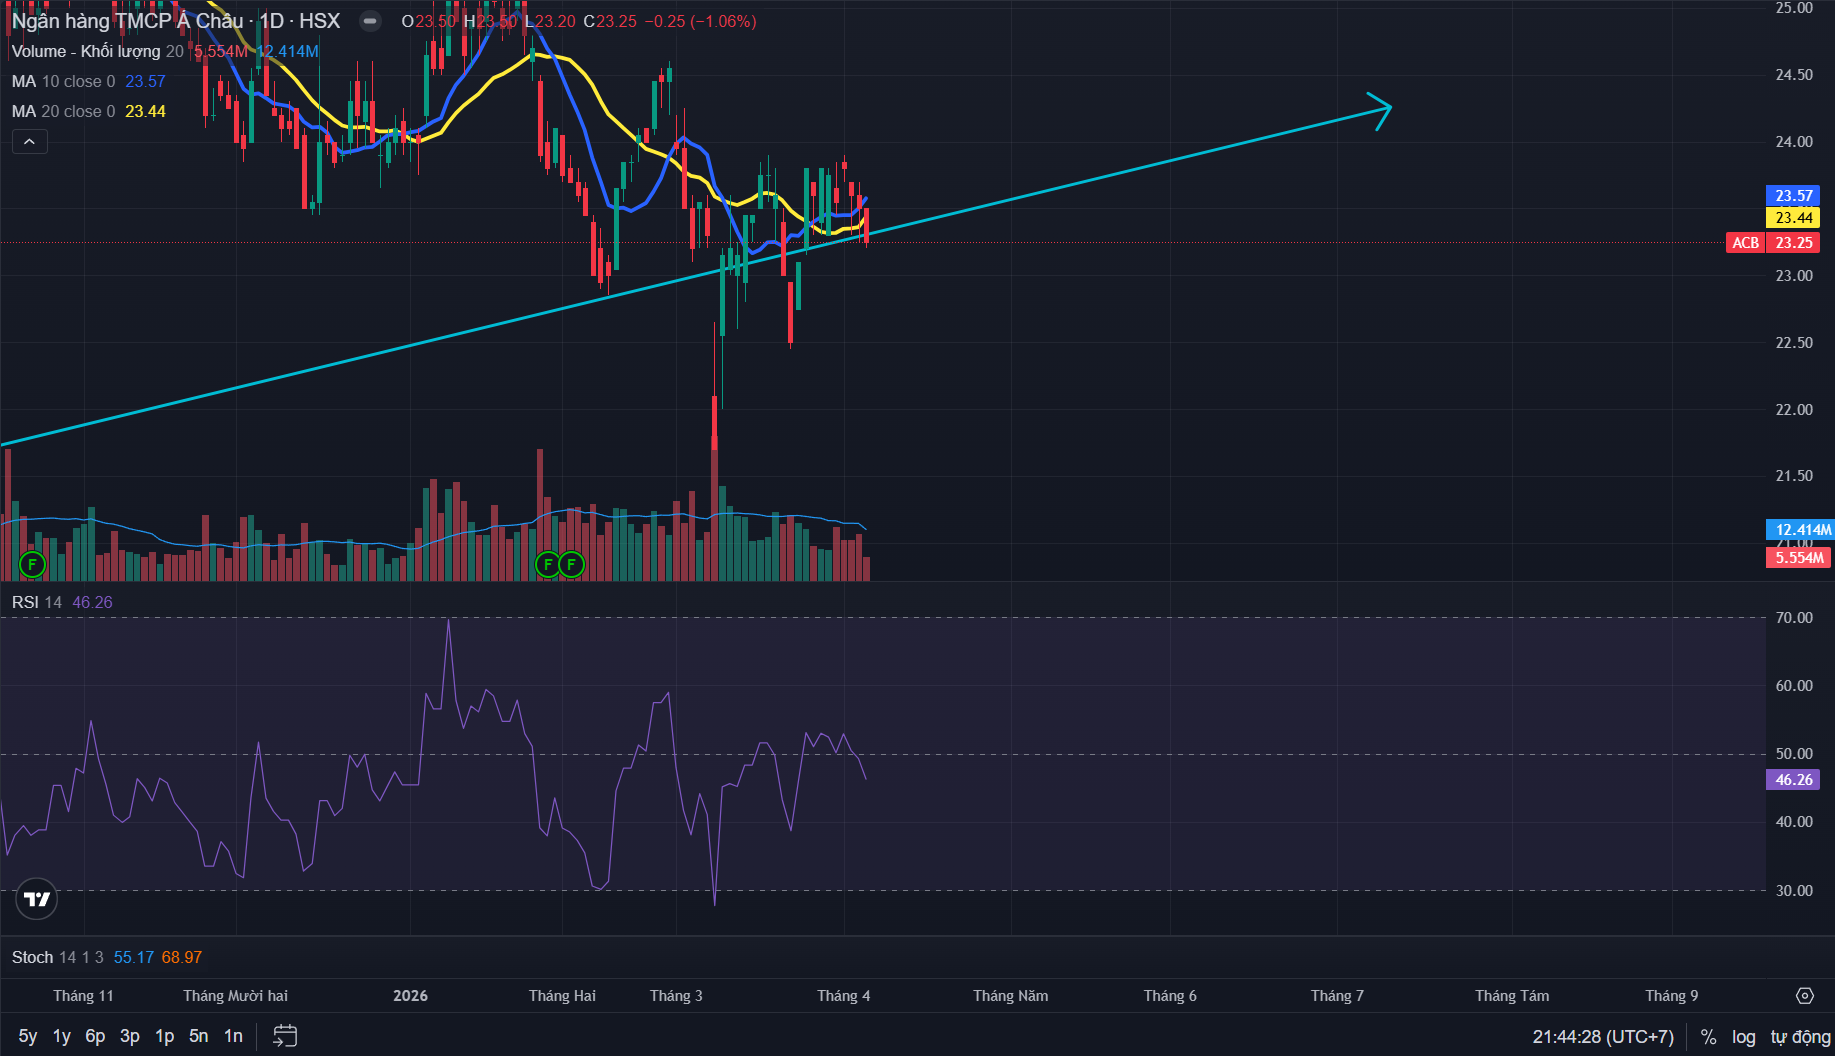 Ngân hàng TMCP Á Châu · 1D · HSX O23.50 H23.50 L23.20 C23.25 −0.25 (−1.06%)
Volume - Khối lượng 20 5.554M 12.414M
MA 10 close 0 23.57
MA 20 close 0 23.44
25.00
24.50
24.00
23.57
23.44
ACB 23.25
23.00
22.50
22.00
21.50
12.414M
21.00
5.554M
F F F
RSI 14 46.26
70.00
60.00
50.00
46.26
40.00
30.00
Stoch 14 1 3 55.17 68.97
Tháng 11 Tháng Mười hai 2026 Tháng Hai Tháng 3 Tháng 4 Tháng Năm Tháng 6 Tháng 7 Tháng Tám Tháng 9
5y 1y 6p 3p 1p 5n 1n 21:44:28 (UTC+7) % log tự động